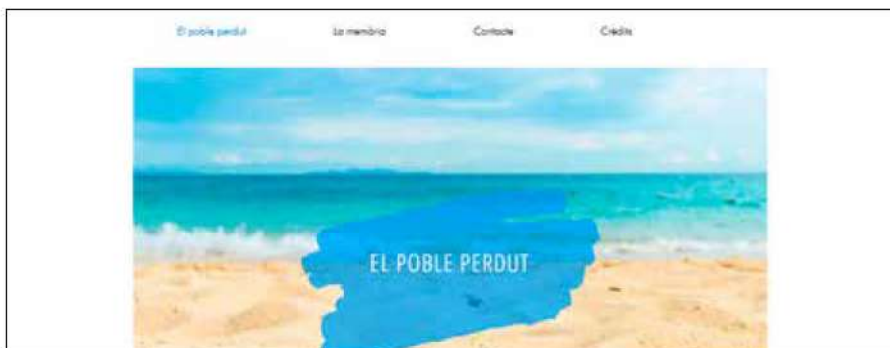 El poble perdut La memòria Contacte Crèdits
EL POBLE PERDUT